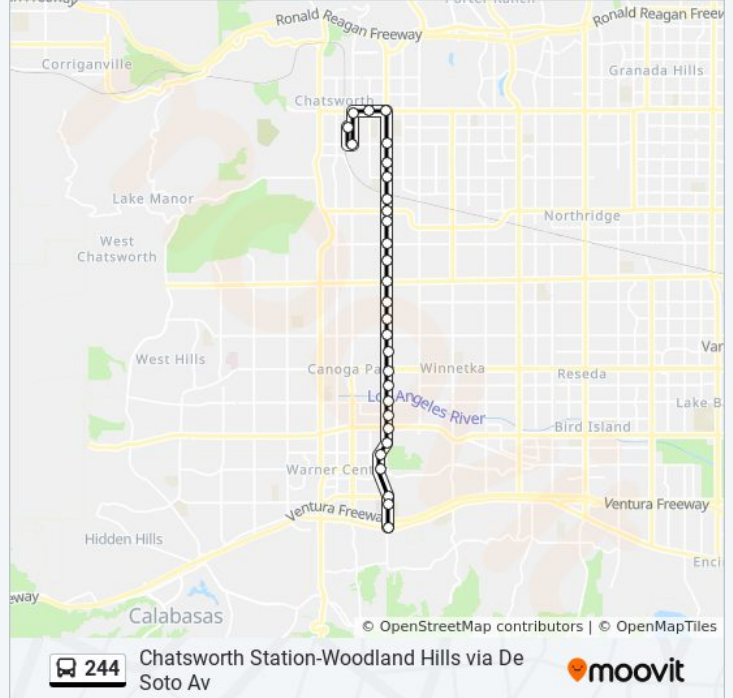 Porter Ranch
Ronald Reagan Freeway
Ronald Reagan Freew
Corriganville
Granada Hills
Chatsworth
Lake Manor
Northridge
West
Chatsworth
West Hills
Van
Canoga Pa
Winnetka
Reseda
Los Angeles River
Lake B
Bird Island
Warner Cent
Ventura Freeway
Ventura Freewa
Hidden Hills
Enci
eway
Calabasas
© OpenStreetMap contributors | © OpenMapTiles
244
Chatsworth Station-Woodland Hills via De
Soto Av
moovit